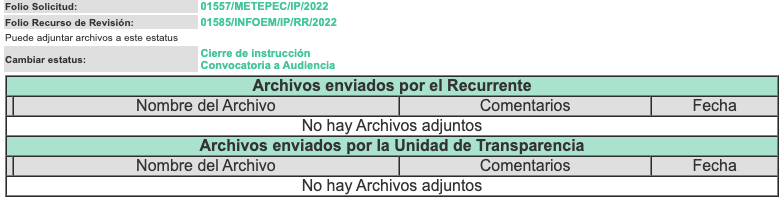 Folio Solicitud: 01557/METEPEC/IP/2022
Folio Recurso de Revisión: 01585/INFOEM/IP/RR/2022
Puede adjuntar archivos a este estatus
Cambiar estatus: Cierre de instrucción
Convocatoria a Audiencia
Archivos enviados por el Recurrente
Nombre del Archivo Comentarios Fecha
No hay Archivos adjuntos
Archivos enviados por la Unidad de Transparencia
Nombre del Archivo Comentarios Fecha
No hay Archivos adjuntos